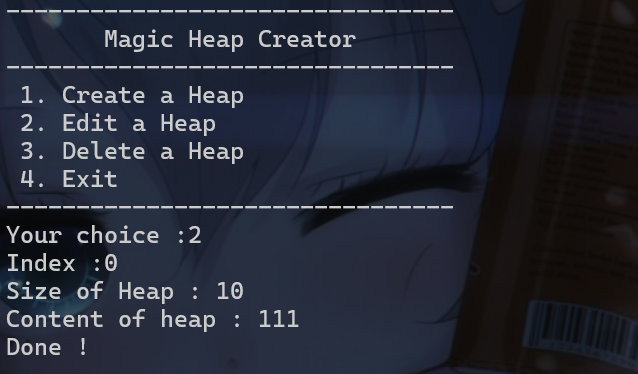 --------------------------------
       Magic Heap Creator
--------------------------------
 1. Create a Heap
 2. Edit a Heap
 3. Delete a Heap
 4. Exit
--------------------------------
Your choice :2
Index :0
Size of Heap : 10
Content of heap : 111
Done !